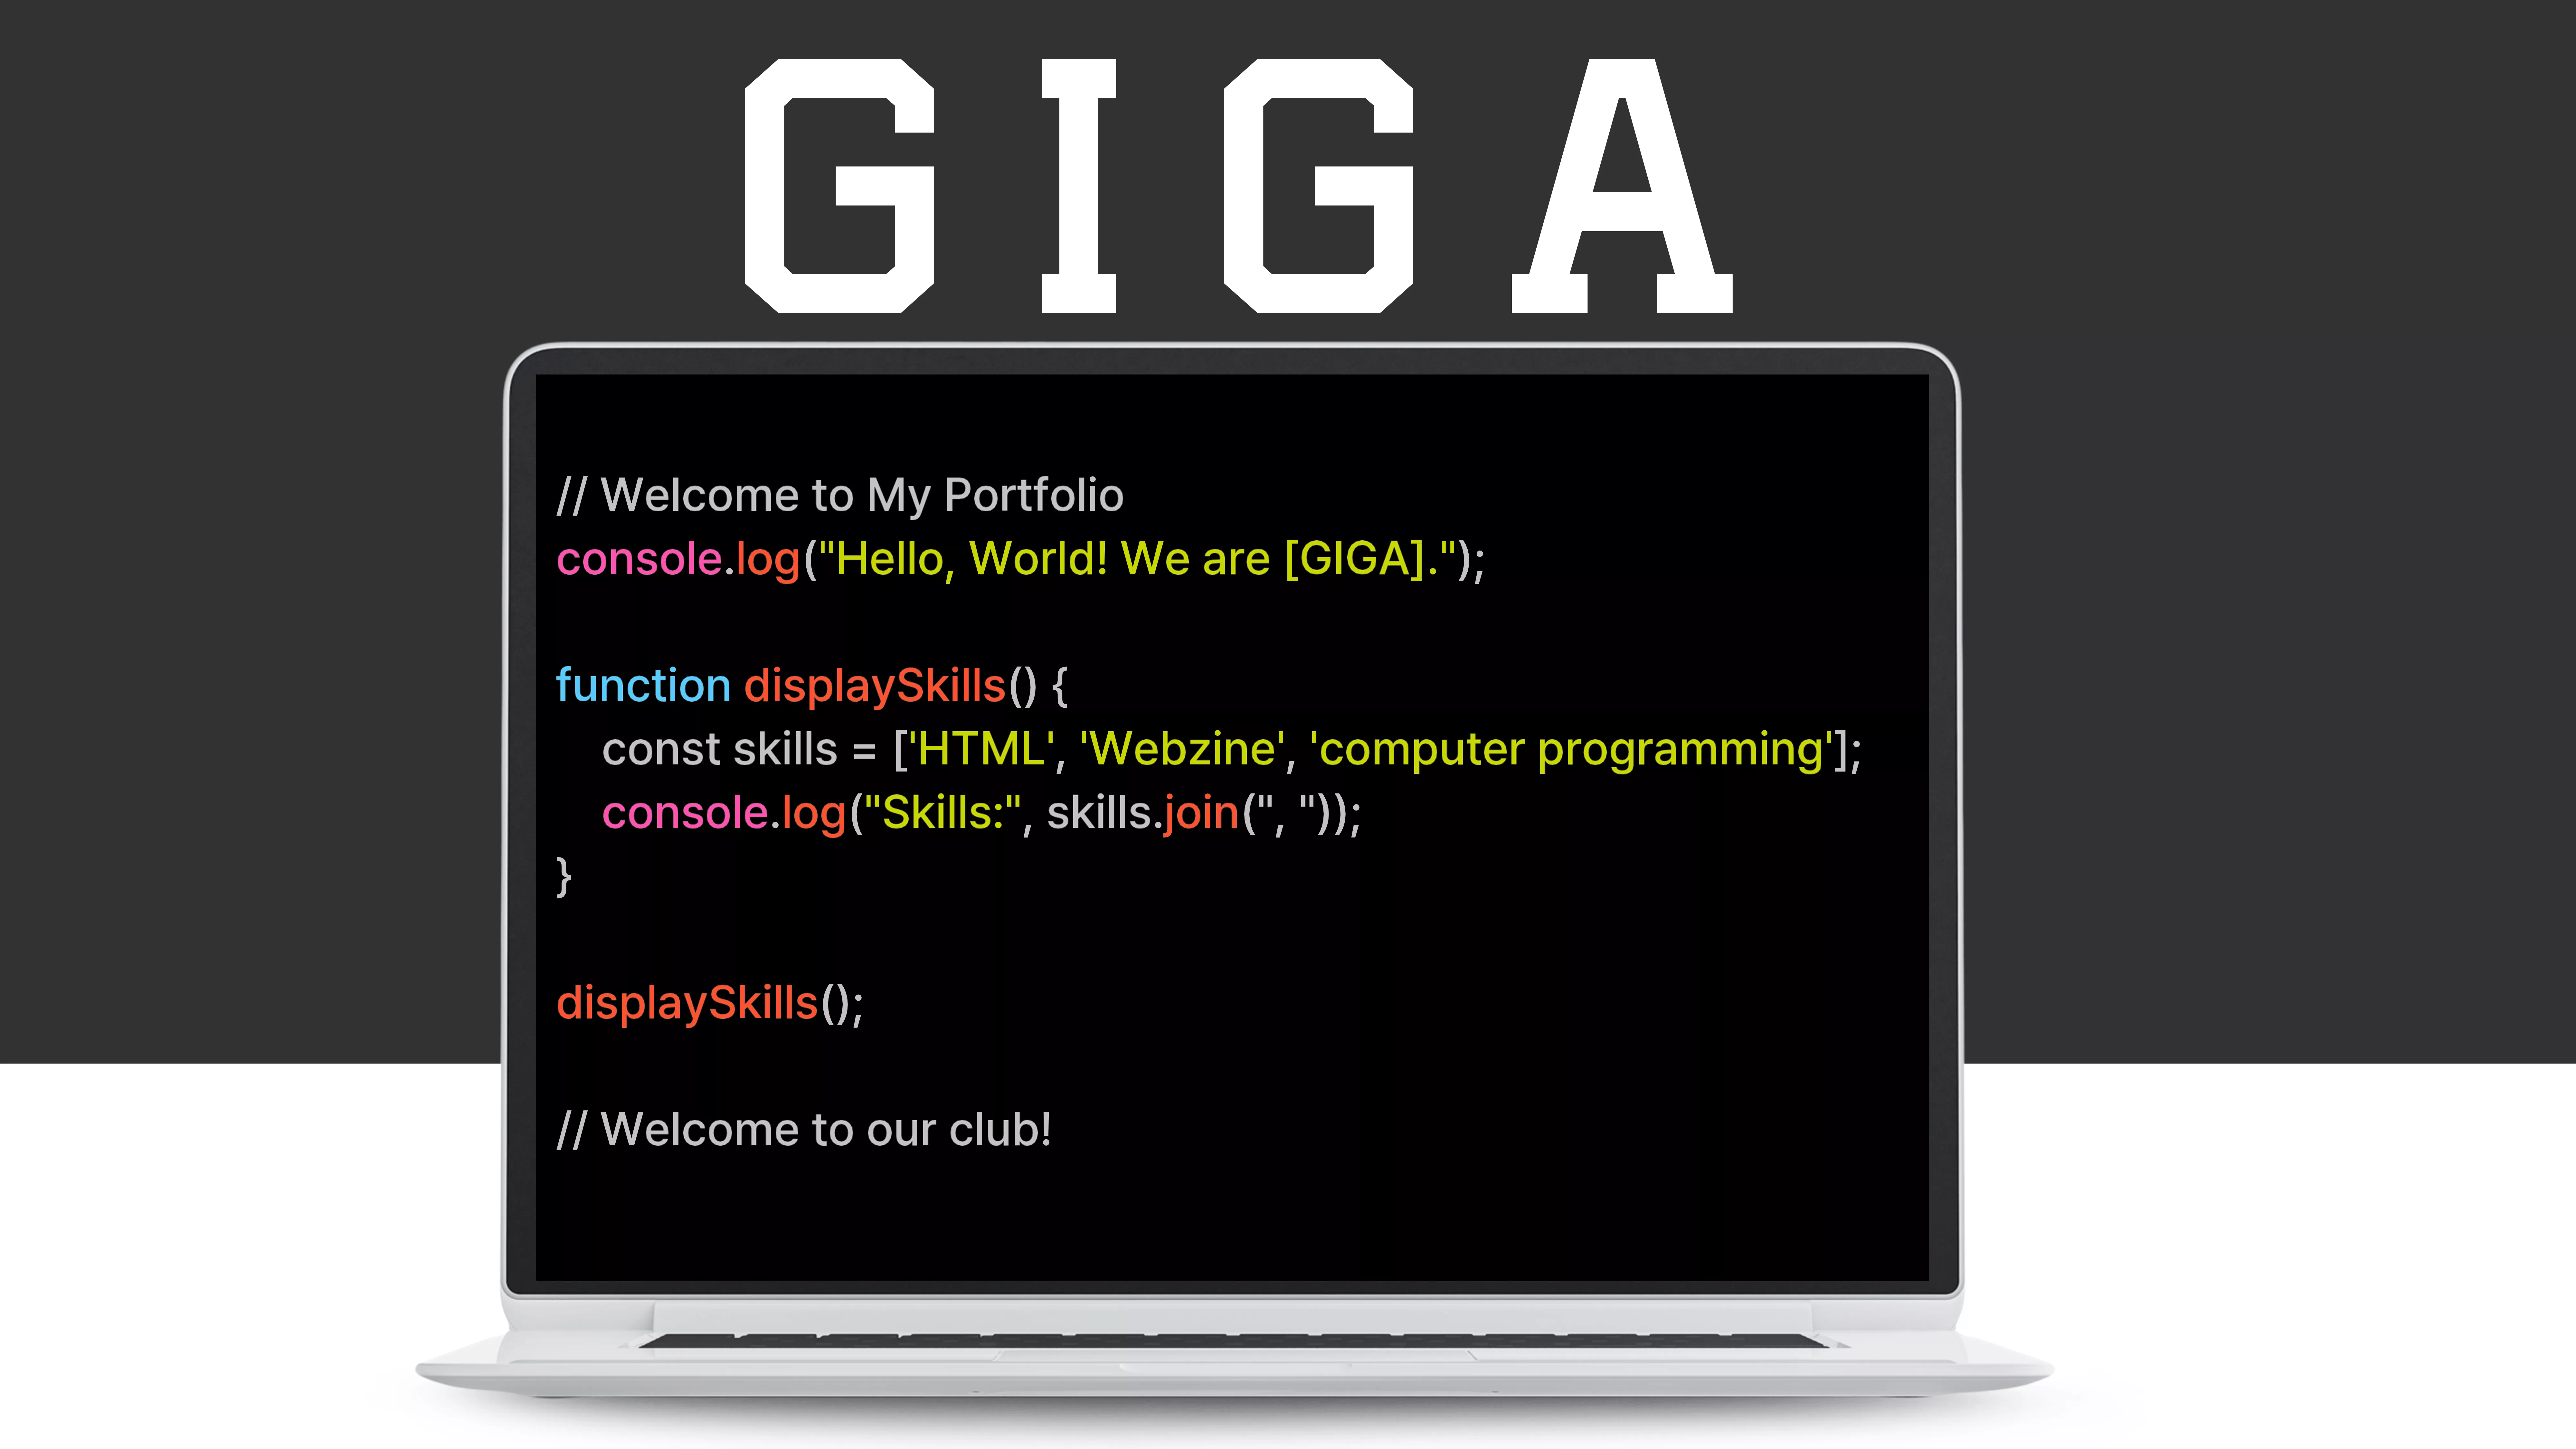 GIGA
// Welcome to My Portfolio
console.log("Hello, World! We are [GIGA].");
function displaySkills() {
    const skills = ['HTML', 'Webzine', 'computer programming'];
    console.log("Skills:", skills.join(", "));
}
displaySkills();
// Welcome to our club!